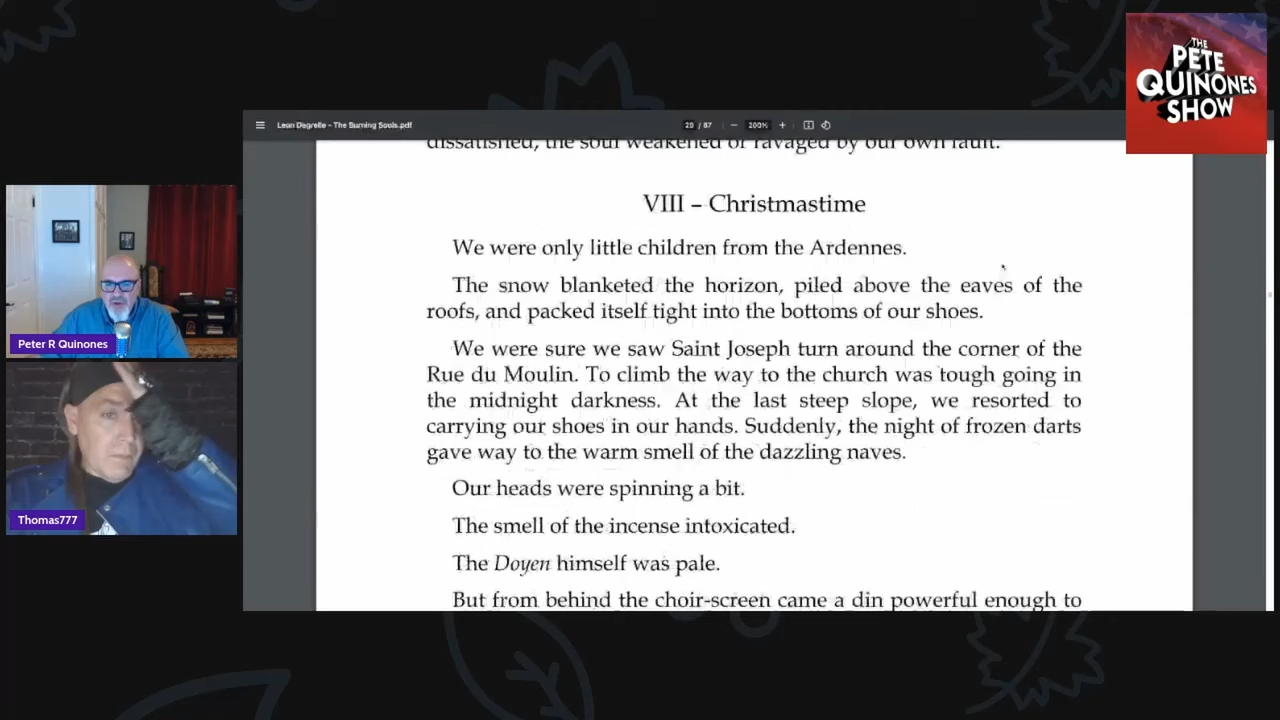 THE
PETE
QUINONES
SHOW
Leon Degrelle - The Burning Souls.pdf
29 / 87
200%
dissatisfied, the soul weakened or ravaged by our own fault.
VIII – Christmastime
We were only little children from the Ardennes.
The snow blanketed the horizon, piled above the eaves of the
roofs, and packed itself tight into the bottoms of our shoes.
We were sure we saw Saint Joseph turn around the corner of the
Rue du Moulin. To climb the way to the church was tough going in
the midnight darkness. At the last steep slope, we resorted to
carrying our shoes in our hands. Suddenly, the night of frozen darts
gave way to the warm smell of the dazzling naves.
Our heads were spinning a bit.
The smell of the incense intoxicated.
The Doyen himself was pale.
But from behind the choir-screen came a din powerful enough to
Peter R Quinones
Thomas777